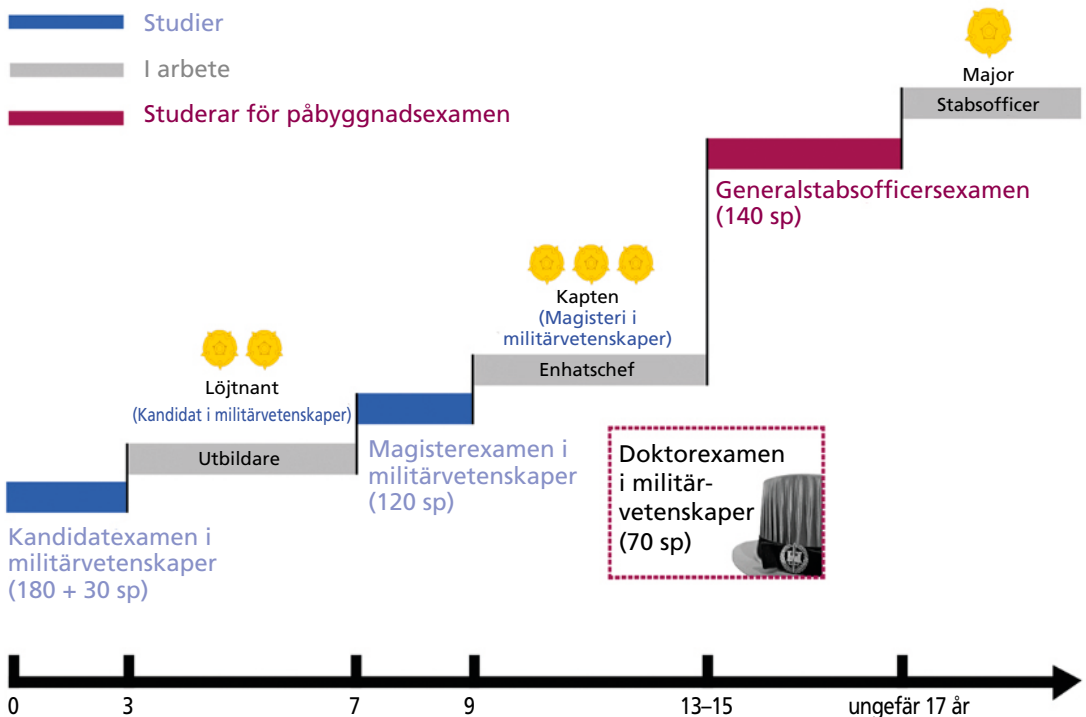 Studier
I arbete
Studerar för påbyggnadsexamen
Major
Stabsofficer
Generalstabsofficersexamen
(140 sp)
Kapten
(Magisteri i
militärvetenskaper)
Enhatschef
Löjtnant
(Kandidat i militärvetenskaper)
Utbildare
Magisterexamen i
militärvetenskaper
(120 sp)
Doktorexamen
i militär-
vetenskaper
(70 sp)
Kandidatexamen i
militärvetenskaper
(180 + 30 sp)
0 3 7 9 13–15 ungefär 17 år